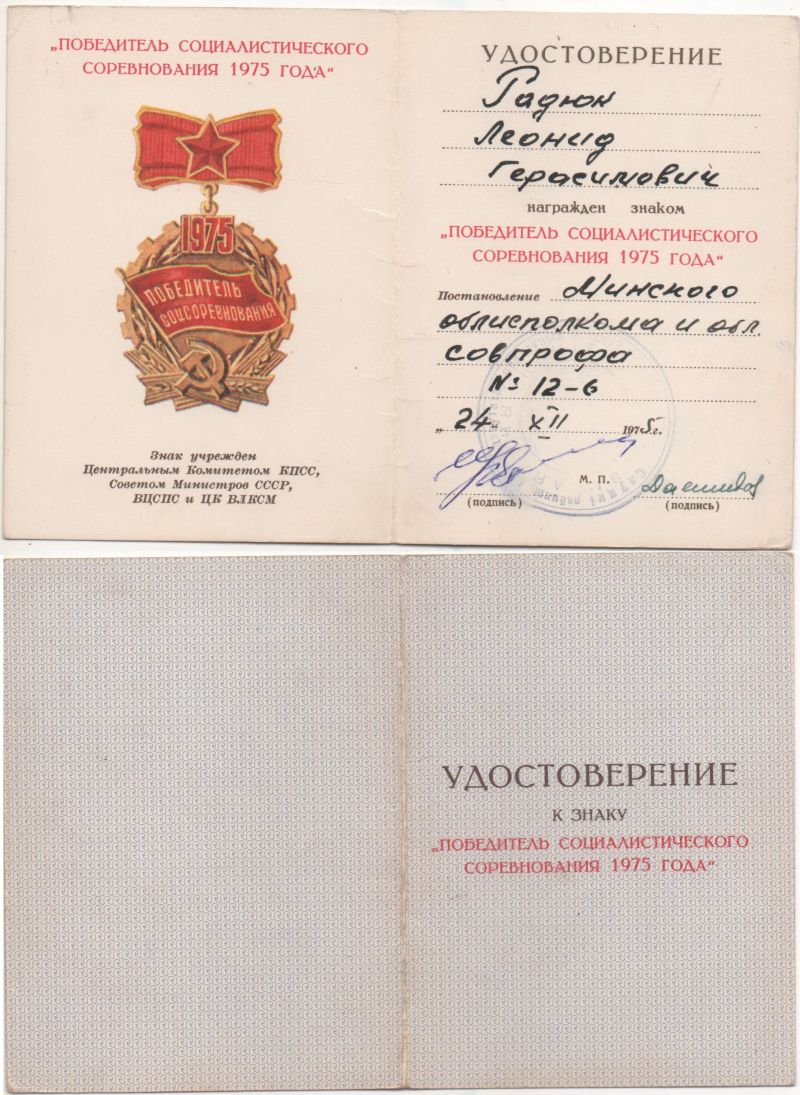 „ПОБЕДИТЕЛЬ СОЦИАЛИСТИЧЕСКОГО
СОРЕВНОВАНИЯ 1975 ГОДА“
1975
ПОБЕДИТЕЛЬ
СОЦСОРЕВНОВАНИЯ
Знак учрежден
Центральным Комитетом КПСС,
Советом Министров СССР,
ВЦСПС и ЦК ВЛКСМ
УДОСТОВЕРЕНИЕ
Радюк
Леонид
Герасимович
награжден знаком
„ПОБЕДИТЕЛЬ СОЦИАЛИСТИЧЕСКОГО
СОРЕВНОВАНИЯ 1975 ГОДА“
Постановление Минского
облисполкома и обл.
совпрофа
№ 12-6
„24“ XII 1975 г.
М. П.
(подпись) (подпись)
УДОСТОВЕРЕНИЕ
К ЗНАКУ
„ПОБЕДИТЕЛЬ СОЦИАЛИСТИЧЕСКОГО
СОРЕВНОВАНИЯ 1975 ГОДА“